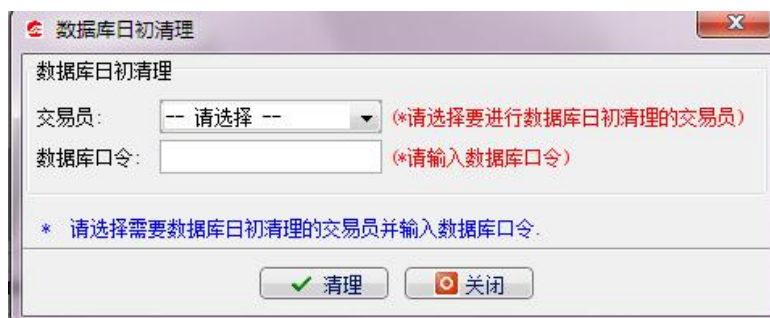 数据库日初清理
数据库日初清理
交易员: -- 请选择 -- (*请选择要进行数据库日初清理的交易员)
数据库口令: (*请输入数据库口令)
* 请选择需要数据库日初清理的交易员并输入数据库口令.
清理 关闭